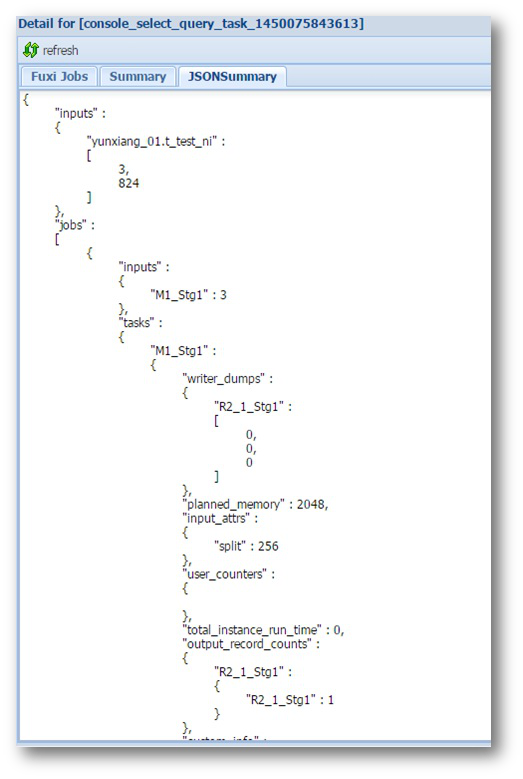 Detail for [console_select_query_task_1450075843613]
refresh
Fuxi Jobs Summary JSONSummary
{
"inputs" :
{
"yunxiang_01.t_test_ni" :
[
3,
824
]
},
"jobs" :
[
{
"inputs" :
{
"M1_Stg1" : 3
},
"tasks" :
{
"M1_Stg1" :
{
"writer_dumps" :
{
"R2_1_Stg1" :
[
0,
0,
0
]
},
"planned_memory" : 2048,
"input_attrs" :
{
"split" : 256
},
"user_counters" :
{
},
"total_instance_run_time" : 0,
"output_record_counts" :
{
"R2_1_Stg1" :
{
"R2_1_Stg1" : 1
}
},